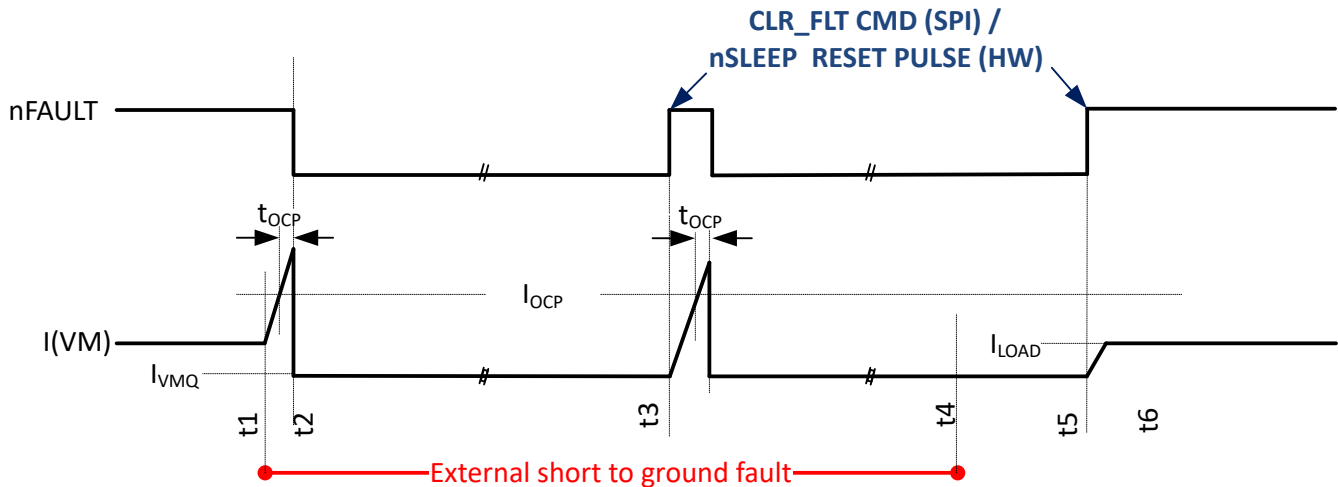 CLR_FLT CMD (SPI) /
nSLEEP RESET PULSE (HW)
nFAULT
tOCP
tOCP
IOCP
I(VM)
ILOAD
IVMQ
t1
t2
t3
t4
t5
t6
External short to ground fault